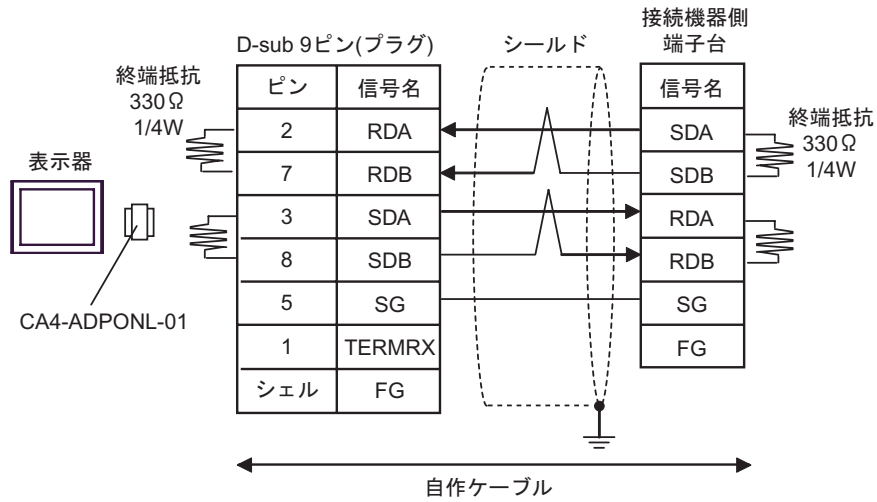 接続機器側
端子台
D-sub 9ピン(プラグ)
シールド
終端抵抗
330Ω
1/4W
ピン 信号名
信号名
2 RDA
SDA
7 RDB
SDB
3 SDA
RDA
8 SDB
RDB
5 SG
SG
1 TERMRX
FG
シェル FG
終端抵抗
330Ω
1/4W
表示器
CA4-ADPONL-01
自作ケーブル